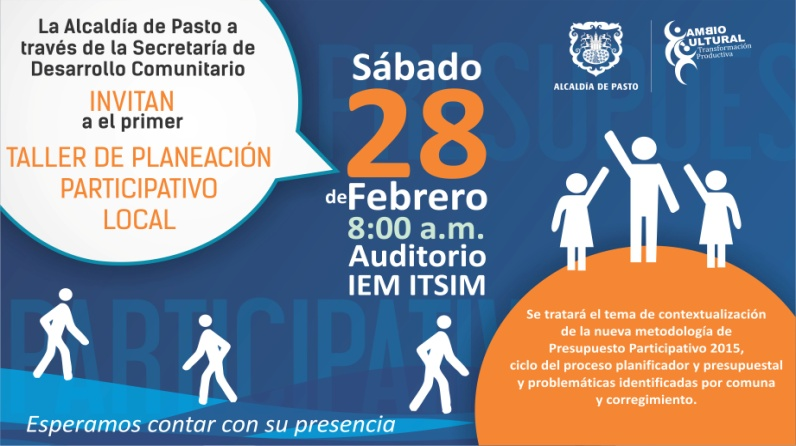 La Alcaldía de Pasto a
través de la Secretaría de
Desarrollo Comunitario
INVITAN
a el primer
TALLER DE PLANEACIÓN
PARTICIPATIVO
LOCAL
Sábado
28
de Febrero
8:00 a.m.
Auditorio
IEM ITSIM
ALCALDÍA DE PASTO
CAMBIO
CULTURAL
Transformación
Productiva
PRESUPUES
PARTICIPATIV
Se tratará el tema de contextualización
de la nueva metodología de
Presupuesto Participativo 2015,
ciclo del proceso planificador y presupuestal
y problemáticas identificadas por comuna
y corregimiento.
Esperamos contar con su presencia